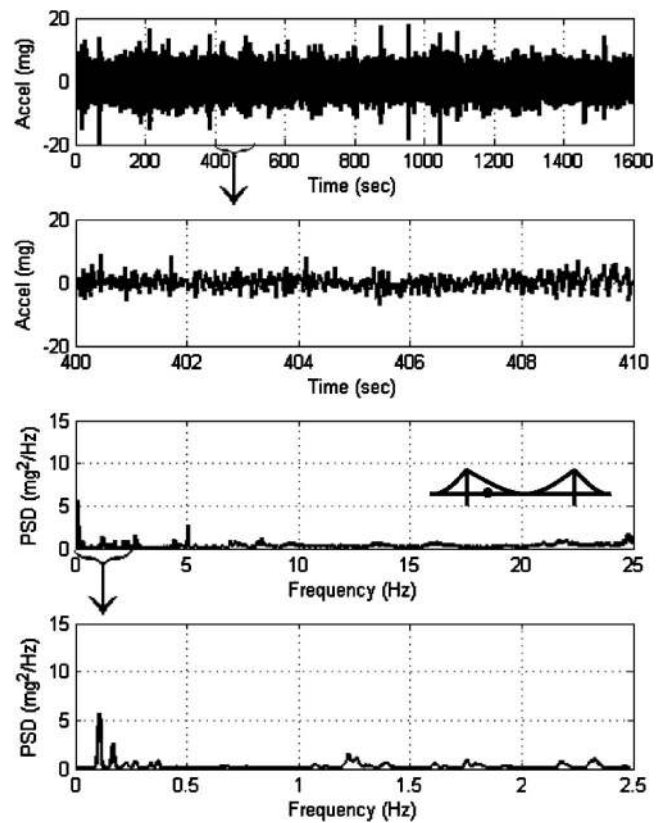 20
0
-20
Accel (mg)
0 200 400 600 800 1000 1200 1400 1600
Time (sec)
20
0
-20
Accel (mg)
400 402 404 406 408 410
Time (sec)
15
10
5
0
PSD (mg²/Hz)
0 5 10 15 20 25
Frequency (Hz)
15
10
5
0
PSD (mg²/Hz)
0 0.5 1 1.5 2 2.5
Frequency (Hz)